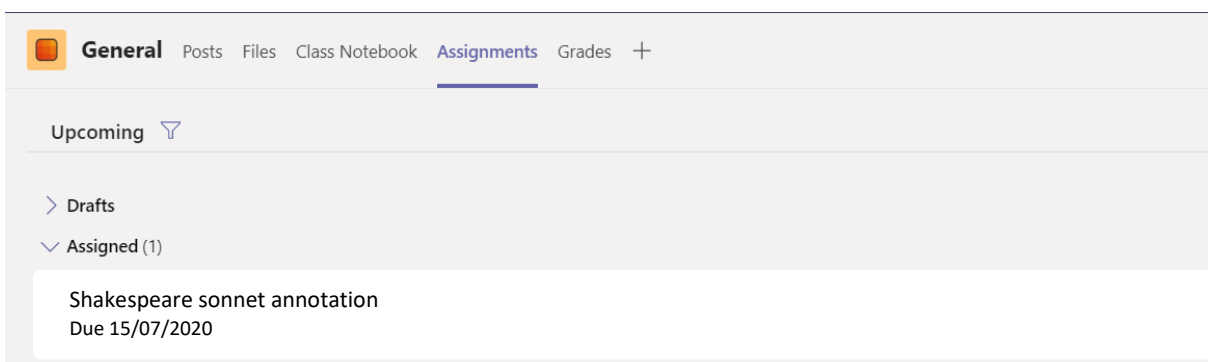 General Posts Files Class Notebook Assignments Grades +
Upcoming
Drafts
Assigned (1)
Shakespeare sonnet annotation
Due 15/07/2020